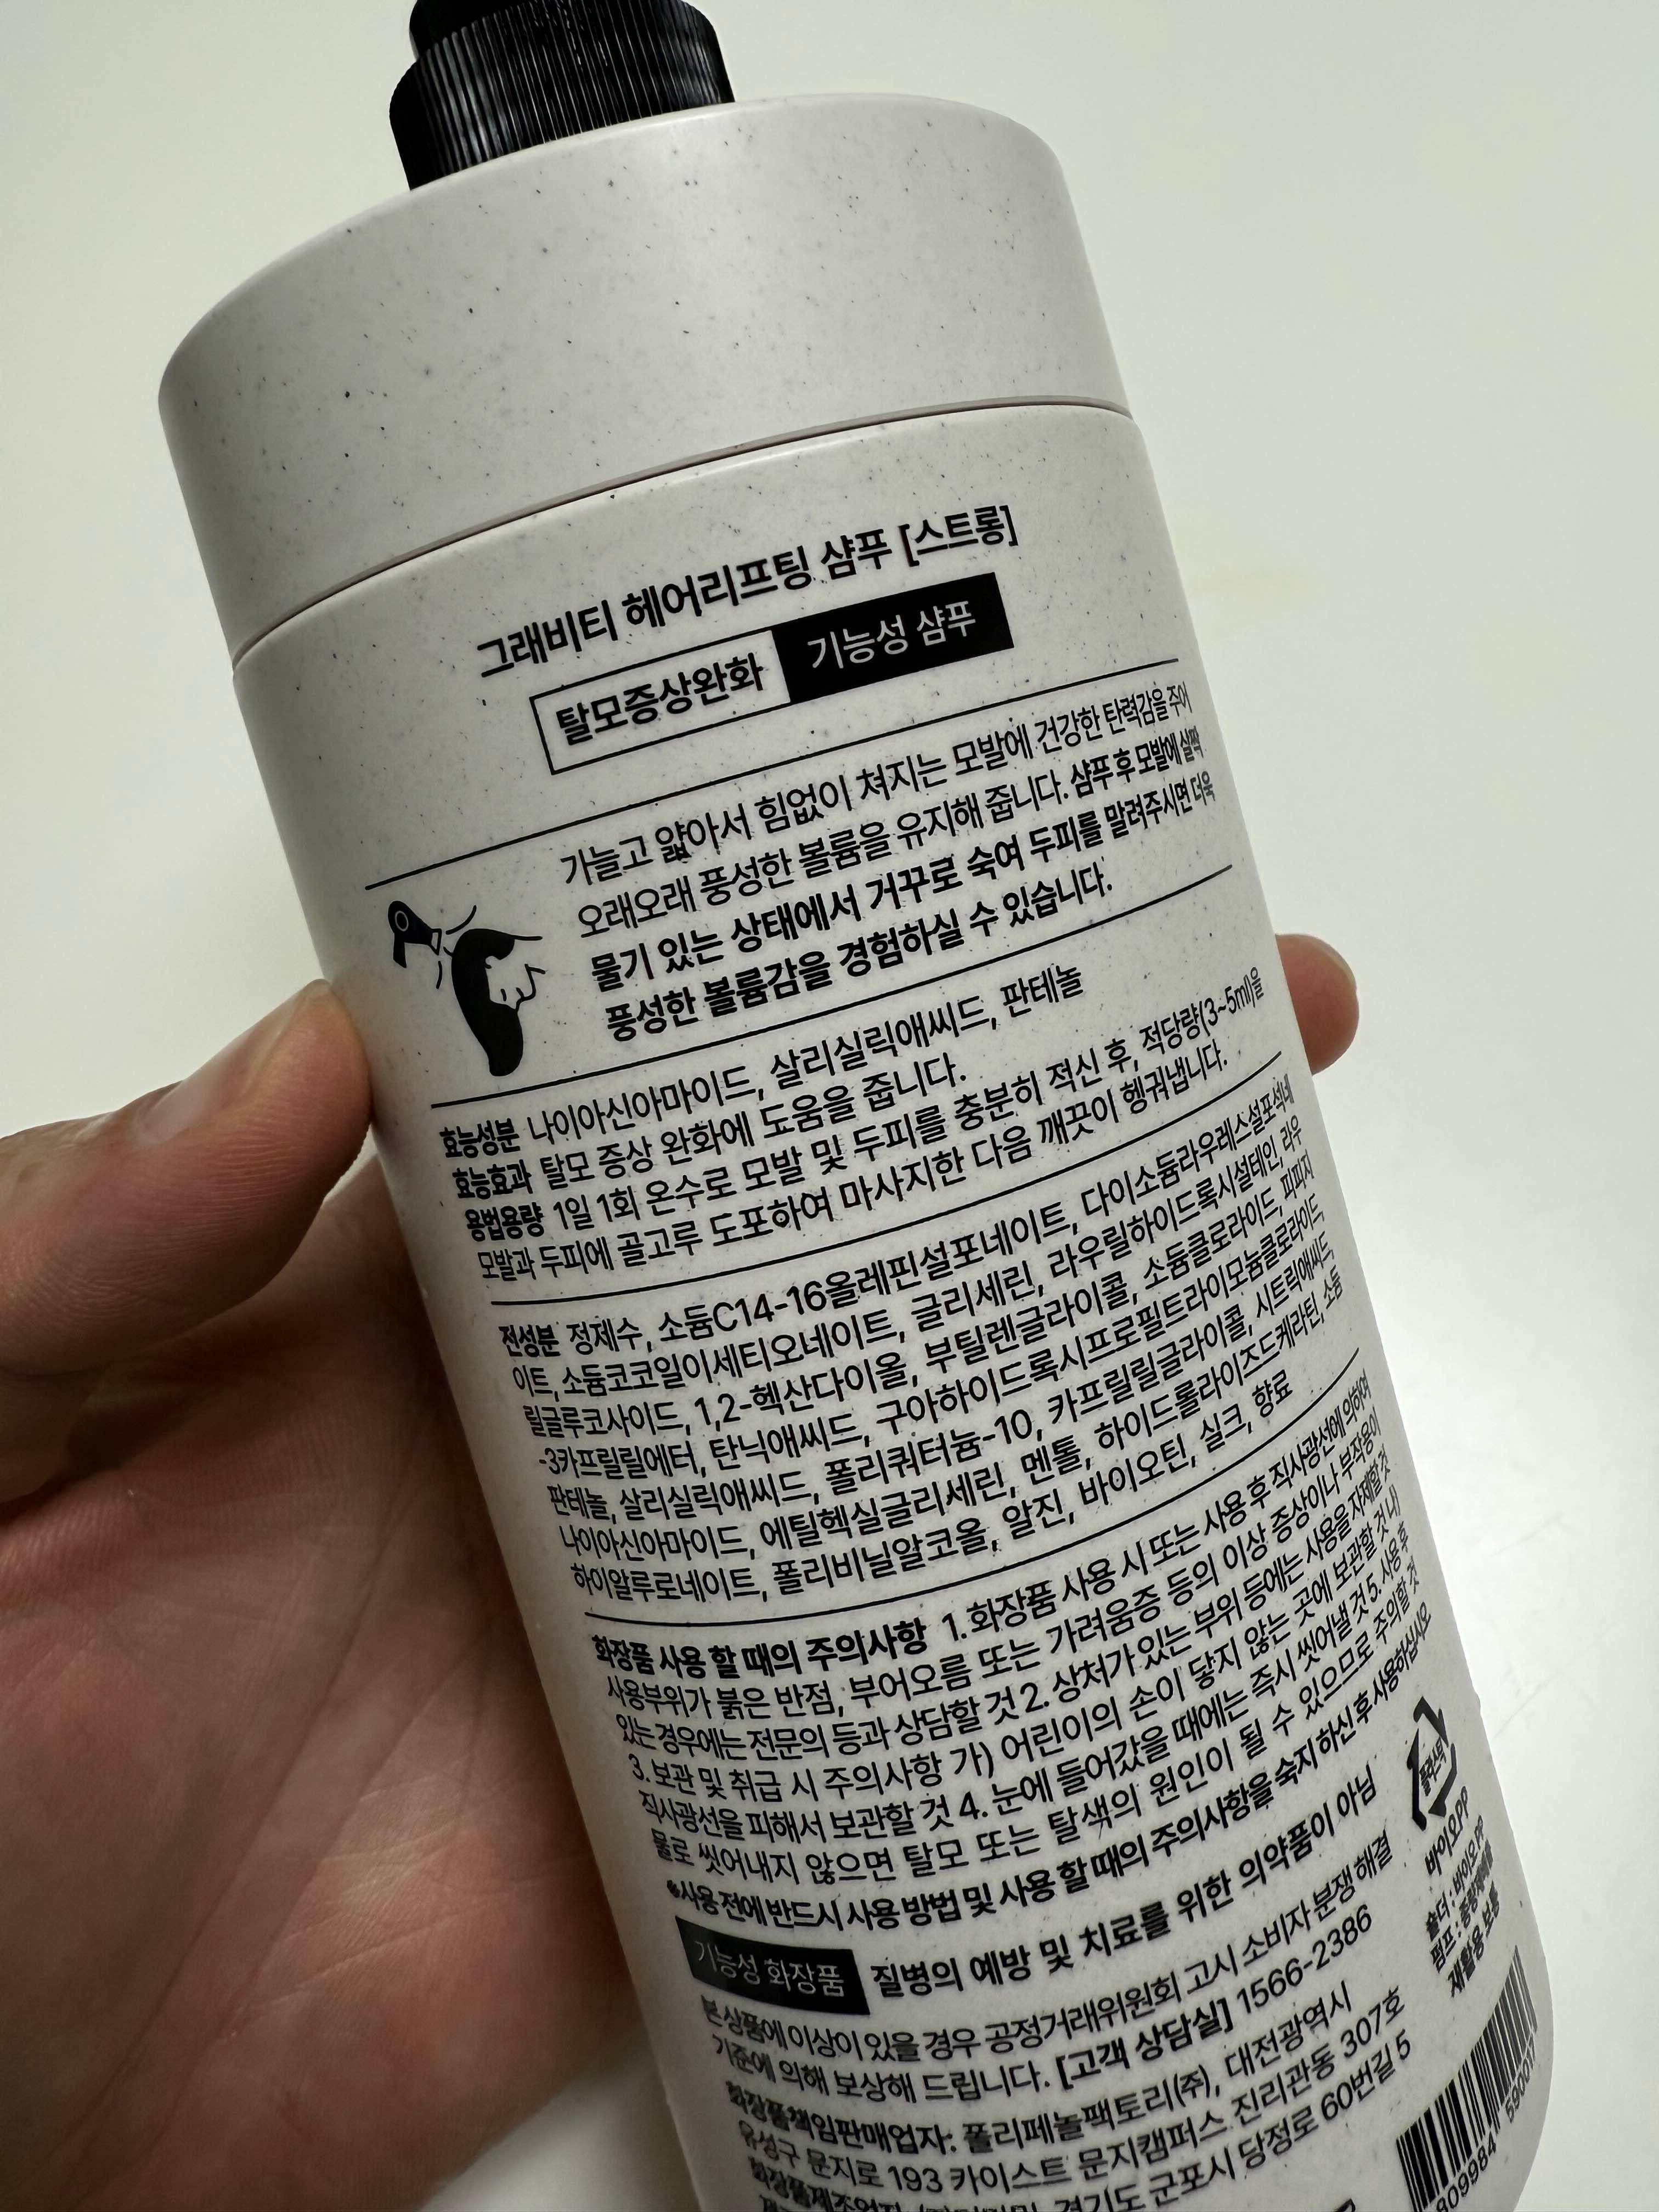 그래비티 헤어리프팅 샴푸 [스트롱]
탈모증상완화 기능성 샴푸
가늘고 얇아서 힘없이 쳐지는 모발에 건강한 탄력감을 주어
오래오래 풍성한 볼륨을 유지해 줍니다. 샴푸 후 모발에 살짝
물기 있는 상태에서 거꾸로 숙여 두피를 말려주시면 더욱
풍성한 볼륨감을 경험하실 수 있습니다.
효능성분 나이아신아마이드, 살리실릭애씨드, 판테놀
효능효과 탈모 증상 완화에 도움을 줍니다.
용법용량 1일 1회 온수로 모발 및 두피를 충분히 적신 후, 적당량(3~5ml)을
모발과 두피에 골고루 도포하여 마사지한 다음 깨끗이 헹궈냅니다.
전성분 정제수, 소듐C14-16올레핀설포네이트, 다이소듐라우레스설포석네
이트, 소듐코코일이세티오네이트, 글리세린, 라우릴하이드록시설테인, 라우
릴글루코사이드, 1,2-헥산다이올, 부틸렌글라이콜, 소듐클로라이드, 피피지
-3카프릴릴에터, 탄닉애씨드, 구아하이드록시프로필트라이모늄클로라이드,
판테놀, 살리실릭애씨드, 폴리쿼터늄-10, 카프릴릴글라이콜, 시트릭애씨드,
나이아신아마이드, 에틸헥실글리세린, 멘톨, 하이드롤라이즈드케라틴, 소듐
하이알루로네이트, 폴리비닐알코올, 알진, 바이오틴, 실크, 향료
화장품 사용 할 때의 주의사항 1. 화장품 사용 시 또는 사용 후 직사광선에 의하여
사용부위가 붉은 반점, 부어오름 또는 가려움증 등의 이상 증상이나 부작용이
있는 경우에는 전문의 등과 상담할 것 2. 상처가 있는 부위 등에는 사용을 자제할 것
3. 보관 및 취급 시 주의사항 가) 어린이의 손이 닿지 않는 곳에 보관할 것 나)
직사광선을 피해서 보관할 것 4. 눈에 들어갔을 때에는 즉시 씻어낼 것 5. 사용 후
물로 씻어내지 않으면 탈모 또는 탈색의 원인이 될 수 있으므로 주의할 것
*사용 전에 반드시 사용 방법 및 사용 할 때의 주의사항을 숙지 하신 후 사용하십시오
기능성 화장품 질병의 예방 및 치료를 위한 의약품이 아님
본상품에 이상이 있을 경우 공정거래위원회 고시 소비자 분쟁 해결
기준에 의해 보상해 드립니다. [고객 상담실] 1566-2386
화장품책임판매업자: 폴리페놀팩토리(주), 대전광역시
유성구 문지로 193 카이스트 문지캠퍼스 진리관동 307호
화장품제조업자: 경기도 군포시 당정로 60번길 5
플라스틱
바이오PP
숄더 : 바이오PP
펌프 :
재활용 보통